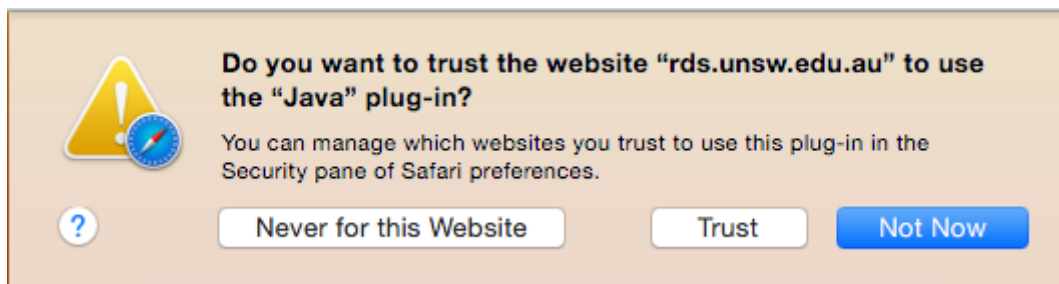 Do you want to trust the website “rds.unsw.edu.au” to use
the “Java” plug-in?
You can manage which websites you trust to use this plug-in in the
Security pane of Safari preferences.
?
Never for this Website
Trust
Not Now